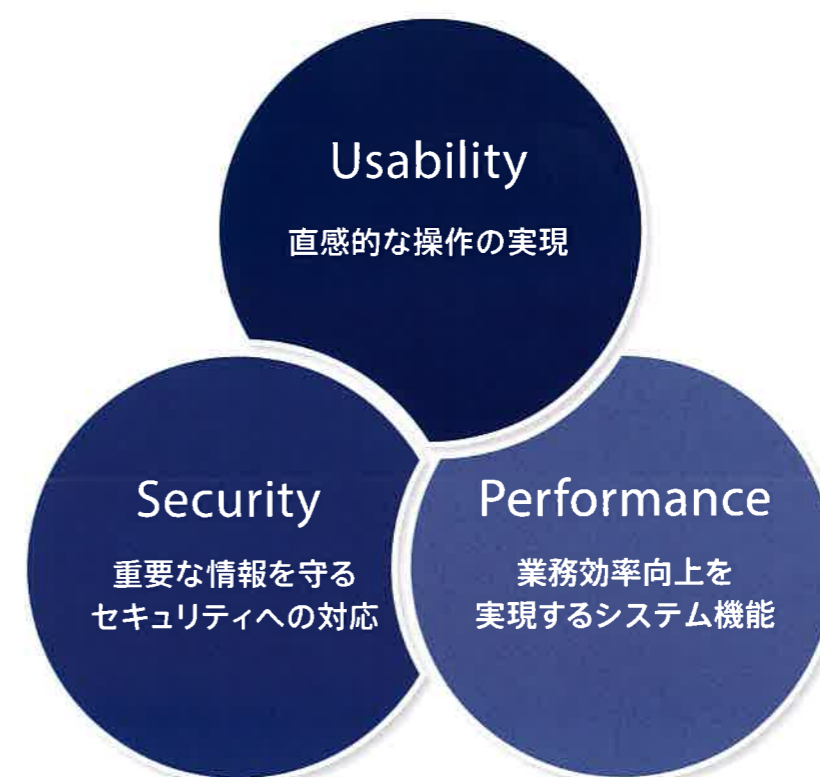 Usability
直感的な操作の実現
Security
重要な情報を守る
セキュリティへの対応
Performance
業務効率向上を
実現するシステム機能